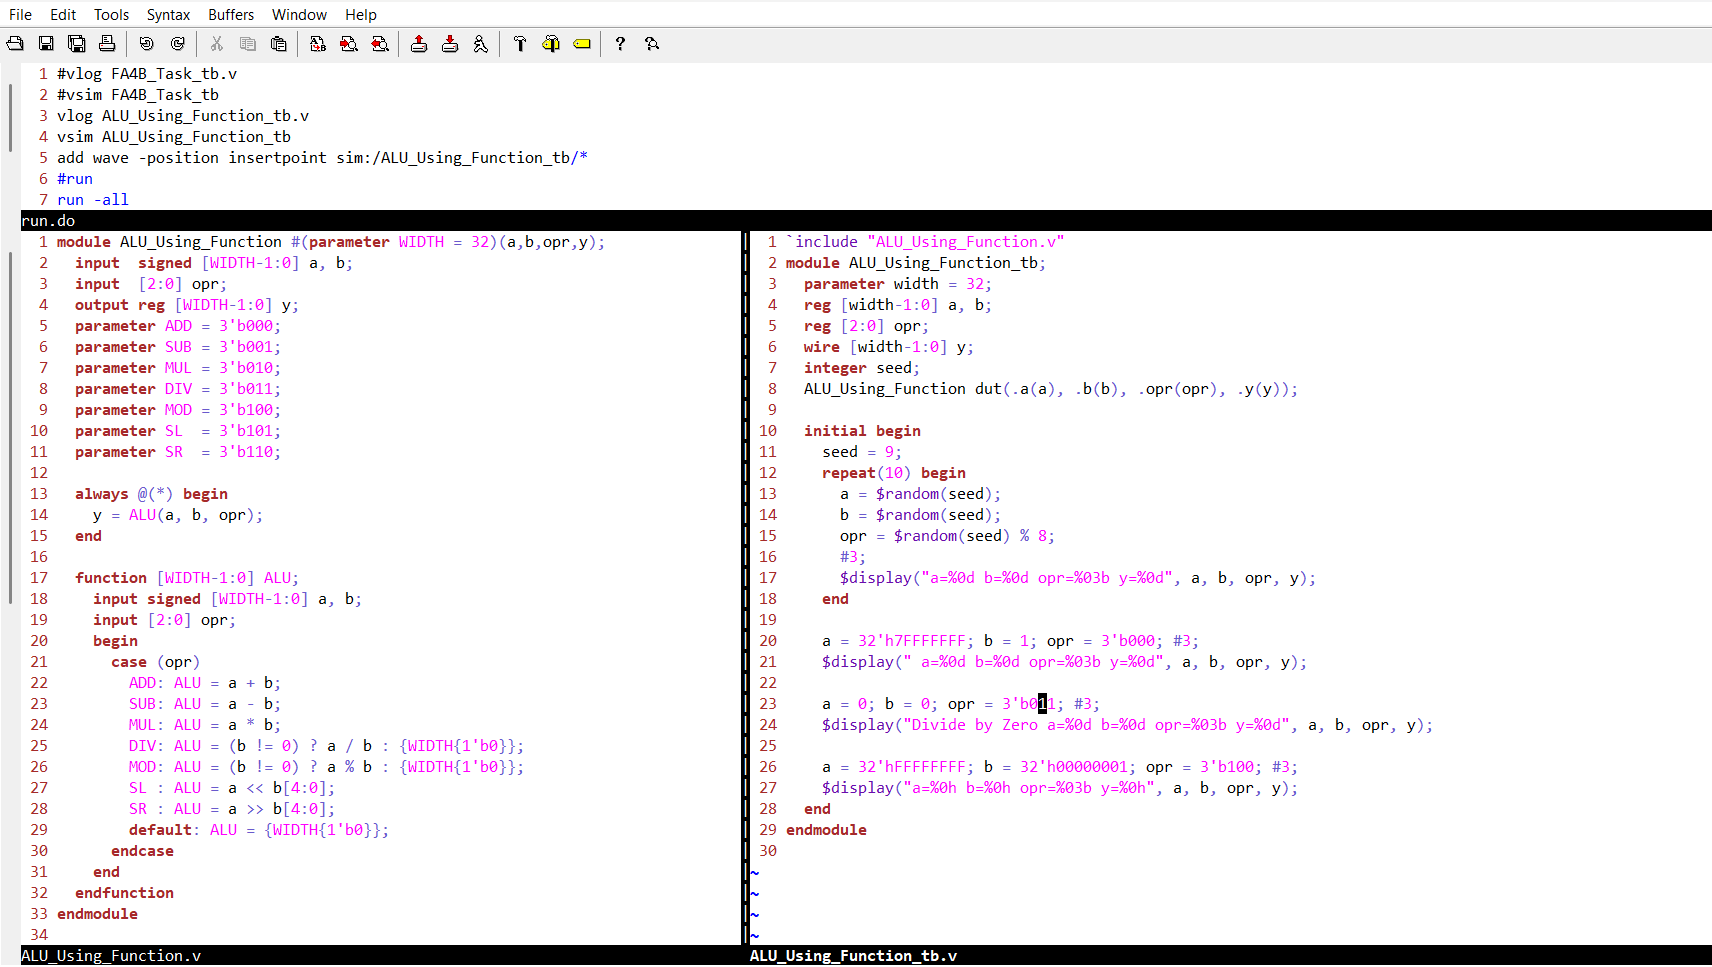 File Edit Tools Syntax Buffers Window Help
1 #vlog FA4B_Task_tb.v
2 #vsim FA4B_Task_tb
3 vlog ALU_Using_Function_tb.v
4 vsim ALU_Using_Function_tb
5 add wave -position insertpoint sim:/ALU_Using_Function_tb/*
6 #run
7 run -all
run.do
1 module ALU_Using_Function #(parameter WIDTH = 32)(a,b,opr,y);
2   input  signed [WIDTH-1:0] a, b;
3   input  [2:0] opr;
4   output reg [WIDTH-1:0] y;
5   parameter ADD = 3'b000;
6   parameter SUB = 3'b001;
7   parameter MUL = 3'b010;
8   parameter DIV = 3'b011;
9   parameter MOD = 3'b100;
10   parameter SL  = 3'b101;
11   parameter SR  = 3'b110;
12
13   always @(*) begin
14     y = ALU(a, b, opr);
15   end
16
17   function [WIDTH-1:0] ALU;
18     input signed [WIDTH-1:0] a, b;
19     input [2:0] opr;
20     begin
21       case (opr)
22         ADD: ALU = a + b;
23         SUB: ALU = a - b;
24         MUL: ALU = a * b;
25         DIV: ALU = (b != 0) ? a / b : {WIDTH{1'b0}};
26         MOD: ALU = (b != 0) ? a % b : {WIDTH{1'b0}};
27         SL : ALU = a << b[4:0];
28         SR : ALU = a >> b[4:0];
29         default: ALU = {WIDTH{1'b0}};
30       endcase
31     end
32   endfunction
33 endmodule
34
ALU_Using_Function.v
1 `include "ALU_Using_Function.v"
2 module ALU_Using_Function_tb;
3   parameter width = 32;
4   reg [width-1:0] a, b;
5   reg [2:0] opr;
6   wire [width-1:0] y;
7   integer seed;
8   ALU_Using_Function dut(.a(a), .b(b), .opr(opr), .y(y));
9
10   initial begin
11     seed = 9;
12     repeat(10) begin
13       a = $random(seed);
14       b = $random(seed);
15       opr = $random(seed) % 8;
16       #3;
17       $display("a=%0d b=%0d opr=%03b y=%0d", a, b, opr, y);
18     end
19
20     a = 32'h7FFFFFFF; b = 1; opr = 3'b000; #3;
21     $display(" a=%0d b=%0d opr=%03b y=%0d", a, b, opr, y);
22
23     a = 0; b = 0; opr = 3'b011; #3;
24     $display("Divide by Zero a=%0d b=%0d opr=%03b y=%0d", a, b, opr, y);
25
26     a = 32'hFFFFFFFF; b = 32'h00000001; opr = 3'b100; #3;
27     $display("a=%0h b=%0h opr=%03b y=%0h", a, b, opr, y);
28   end
29 endmodule
30
~
~
~
~
ALU_Using_Function_tb.v